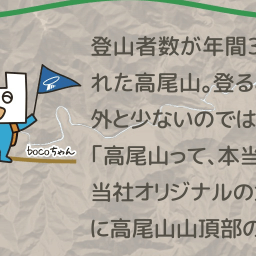 登山者数が年間3
れた高尾山。登る
外と少ないのでは
「高尾山って、本当
当社オリジナルの
に高尾山山頂部の
bocoちゃん